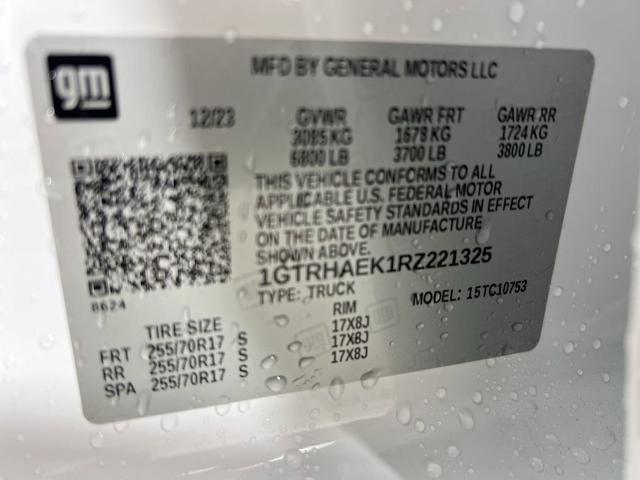 gm
MFD BY GENERAL MOTORS LLC
12/23 GVWR GAWR FRT GAWR RR
3085 KG 1678 KG 1724 KG
6800 LB 3700 LB 3800 LB
THIS VEHICLE CONFORMS TO ALL
APPLICABLE U.S. FEDERAL MOTOR
VEHICLE SAFETY STANDARDS IN EFFECT
ON THE DATE OF MANUFACTURE
SHOWN ABOVE.
1GTRHAEK1RZ221325
8624 TYPE: TRUCK MODEL: 15TC10753
TIRE SIZE RIM
FRT 255/70R17 S 17X8J
RR 255/70R17 S 17X8J
SPA 255/70R17 S 17X8J